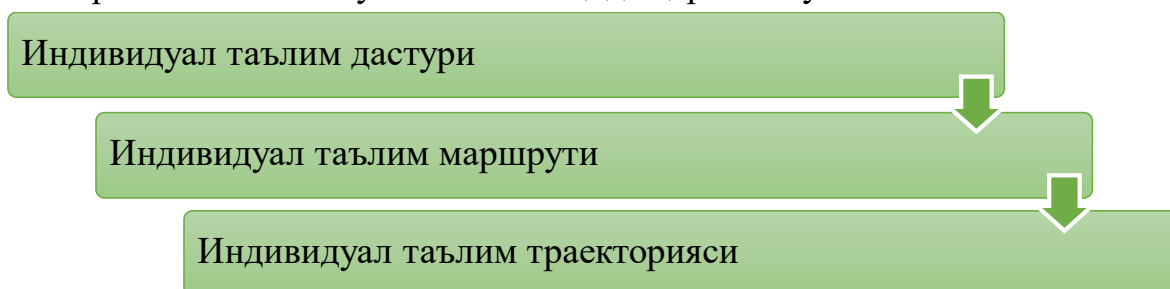 Индивидуал таълим дастури
Индивидуал таълим маршрути
Индивидуал таълим траекторияси